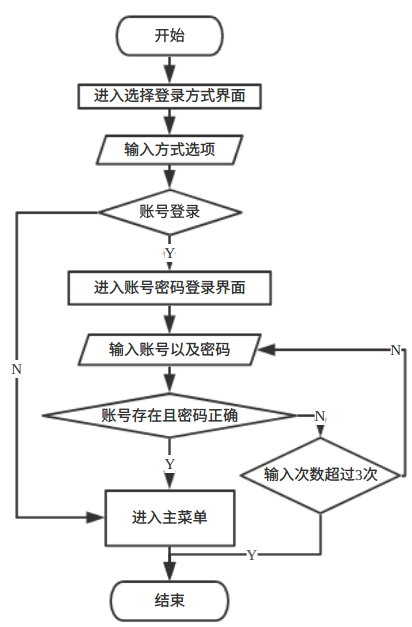 开始
进入选择登录方式界面
输入方式选项
账号登录
Y
进入账号密码登录界面
输入账号以及密码
N
N
账号存在且密码正确
N
Y
输入次数超过3次
进入主菜单
Y
结束